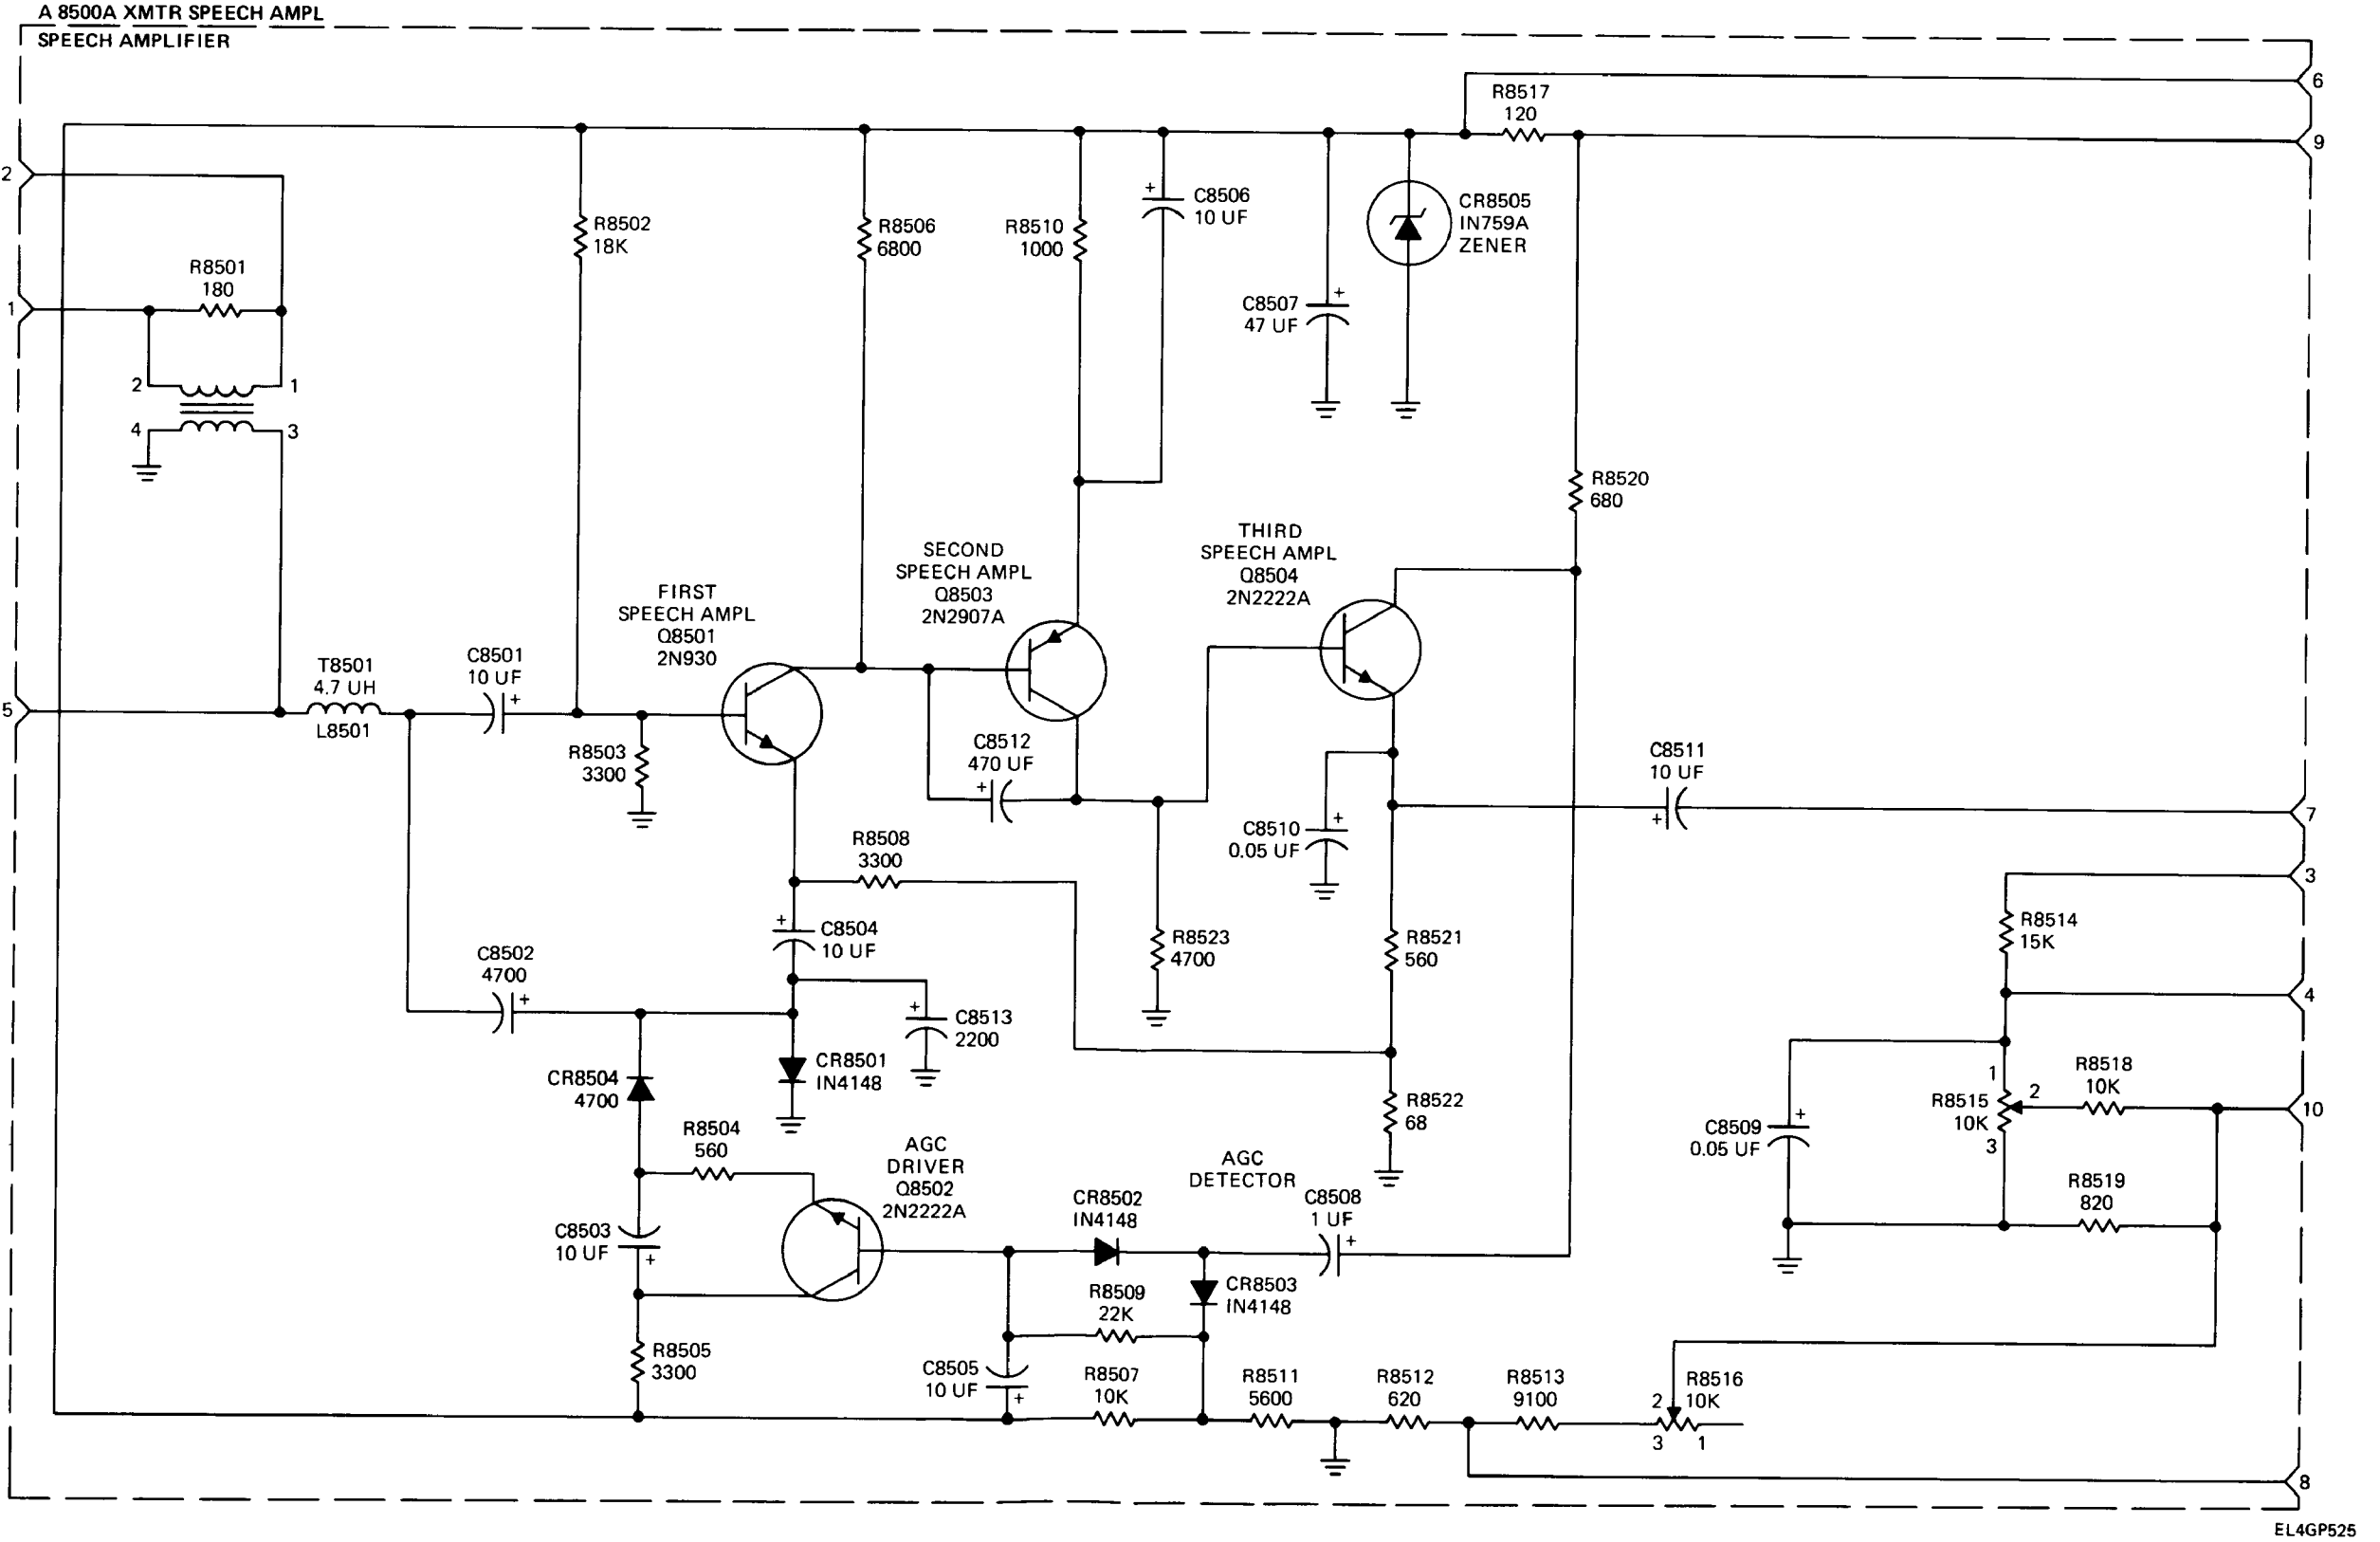 A 8500A XMTR SPEECH AMPL
SPEECH AMPLIFIER
6
R8517
120
9
2
R8502
18K
R8506
6800
R8510
1000
+
C8506
10 UF
CR8505
IN759A
ZENER
R8501
180
1
C8507
47 UF
+
2
1
4
3
R8520
680
THIRD
SPEECH AMPL
Q8504
2N2222A
SECOND
SPEECH AMPL
Q8503
2N2907A
FIRST
SPEECH AMPL
Q8501
2N930
T8501
4.7 UH
L8501
C8501
10 UF
+
5
R8503
3300
C8512
470 UF
+
C8511
10 UF
+
7
C8510
0.05 UF
+
R8508
3300
3
+
C8504
10 UF
R8523
4700
R8521
560
R8514
15K
C8502
4700
+
+
C8513
2200
4
CR8504
4700
CR8501
IN4148
R8522
68
1
R8515
10K
2
3
R8518
10K
10
C8509
0.05 UF
+
R8504
560
AGC
DRIVER
Q8502
2N2222A
AGC
DETECTOR
CR8502
IN4148
C8508
1 UF
+
R8519
820
C8503
10 UF
+
CR8503
IN4148
R8509
22K
R8505
3300
C8505
10 UF
+
R8507
10K
R8511
5600
R8512
620
R8513
9100
R8516
10K
2
3
1
8
EL4GP525